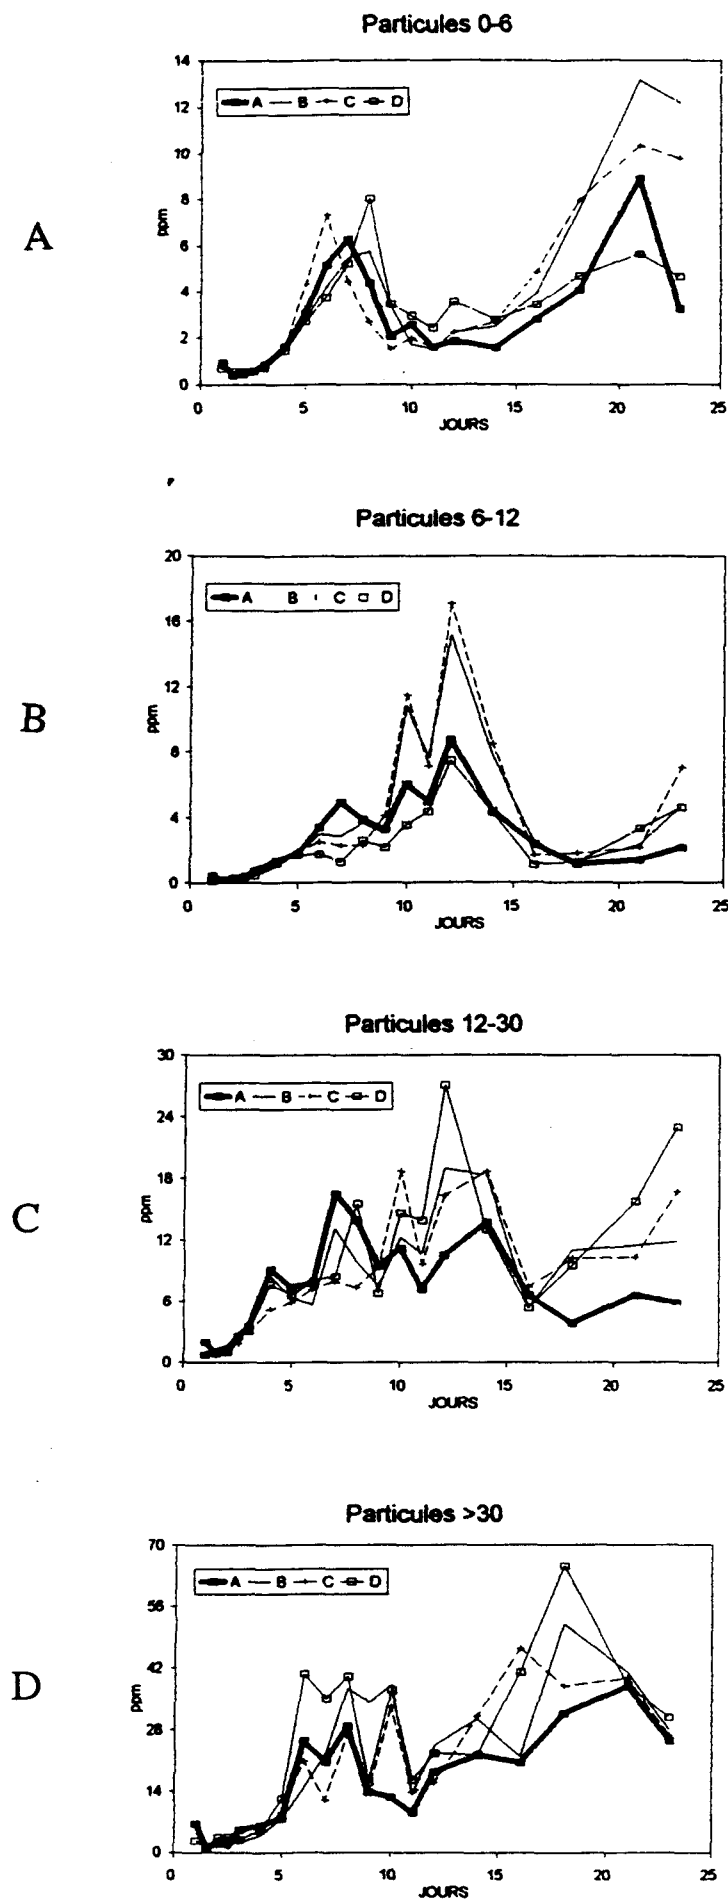 Particules 0-6
14
12
10
8
6
4
2
0
ppm
A B C D
A
0 5 10 15 20 25
JOURS
Particules 6-12
20
16
12
8
4
0
ppm
A B C D
B
0 5 10 15 20 25
JOURS
Particules 12-30
30
24
18
12
6
0
ppm
A B C D
C
0 5 10 15 20 25
JOURS
Particules >30
70
56
42
28
14
0
ppm
A B C D
D
0 5 10 15 20 25
JOURS